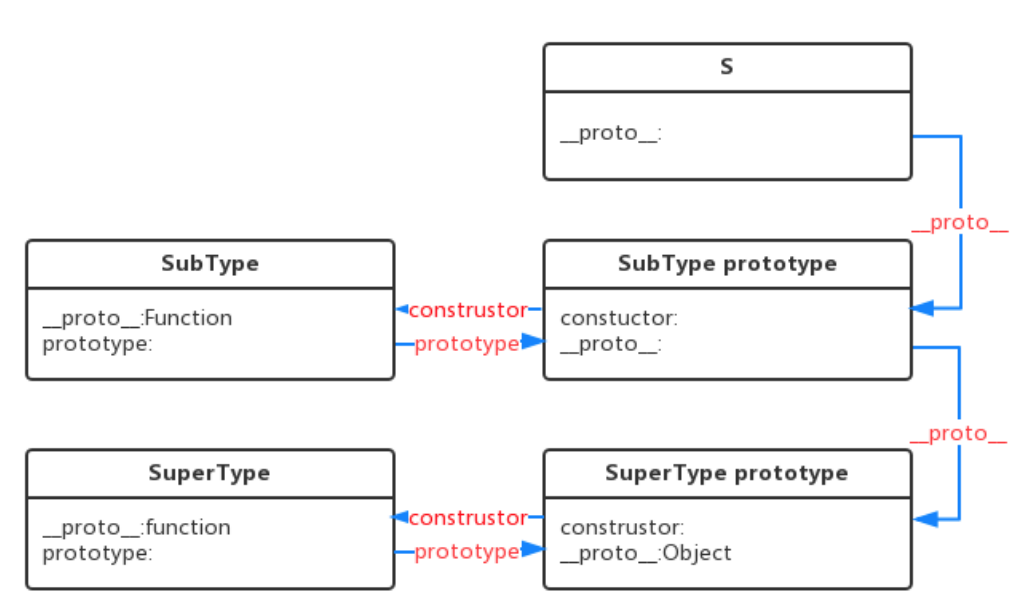 S
__proto__:
__proto__
SubType
__proto__:Function
prototype:
construstor
prototype
SubType prototype
constuctor:
__proto__:
__proto__
SuperType
__proto__:function
prototype:
construstor
prototype
SuperType prototype
construstor:
__proto__:Object